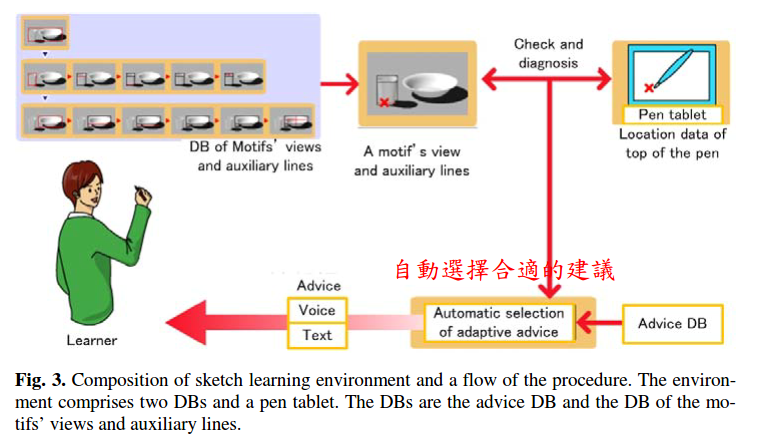 Check and
diagnosis
Pen tablet
Location data of
top of the pen
DB of Motifs' views
and auxiliary lines
A motif's view
and auxiliary lines
自動選擇合適的建議
Advice
Voice
Text
Automatic selection
of adaptive advice
Advice DB
Learner
Fig. 3. Composition of sketch learning environment and a flow of the procedure. The environ-
ment comprises two DBs and a pen tablet. The DBs are the advice DB and the DB of the mo-
tifs' views and auxiliary lines.